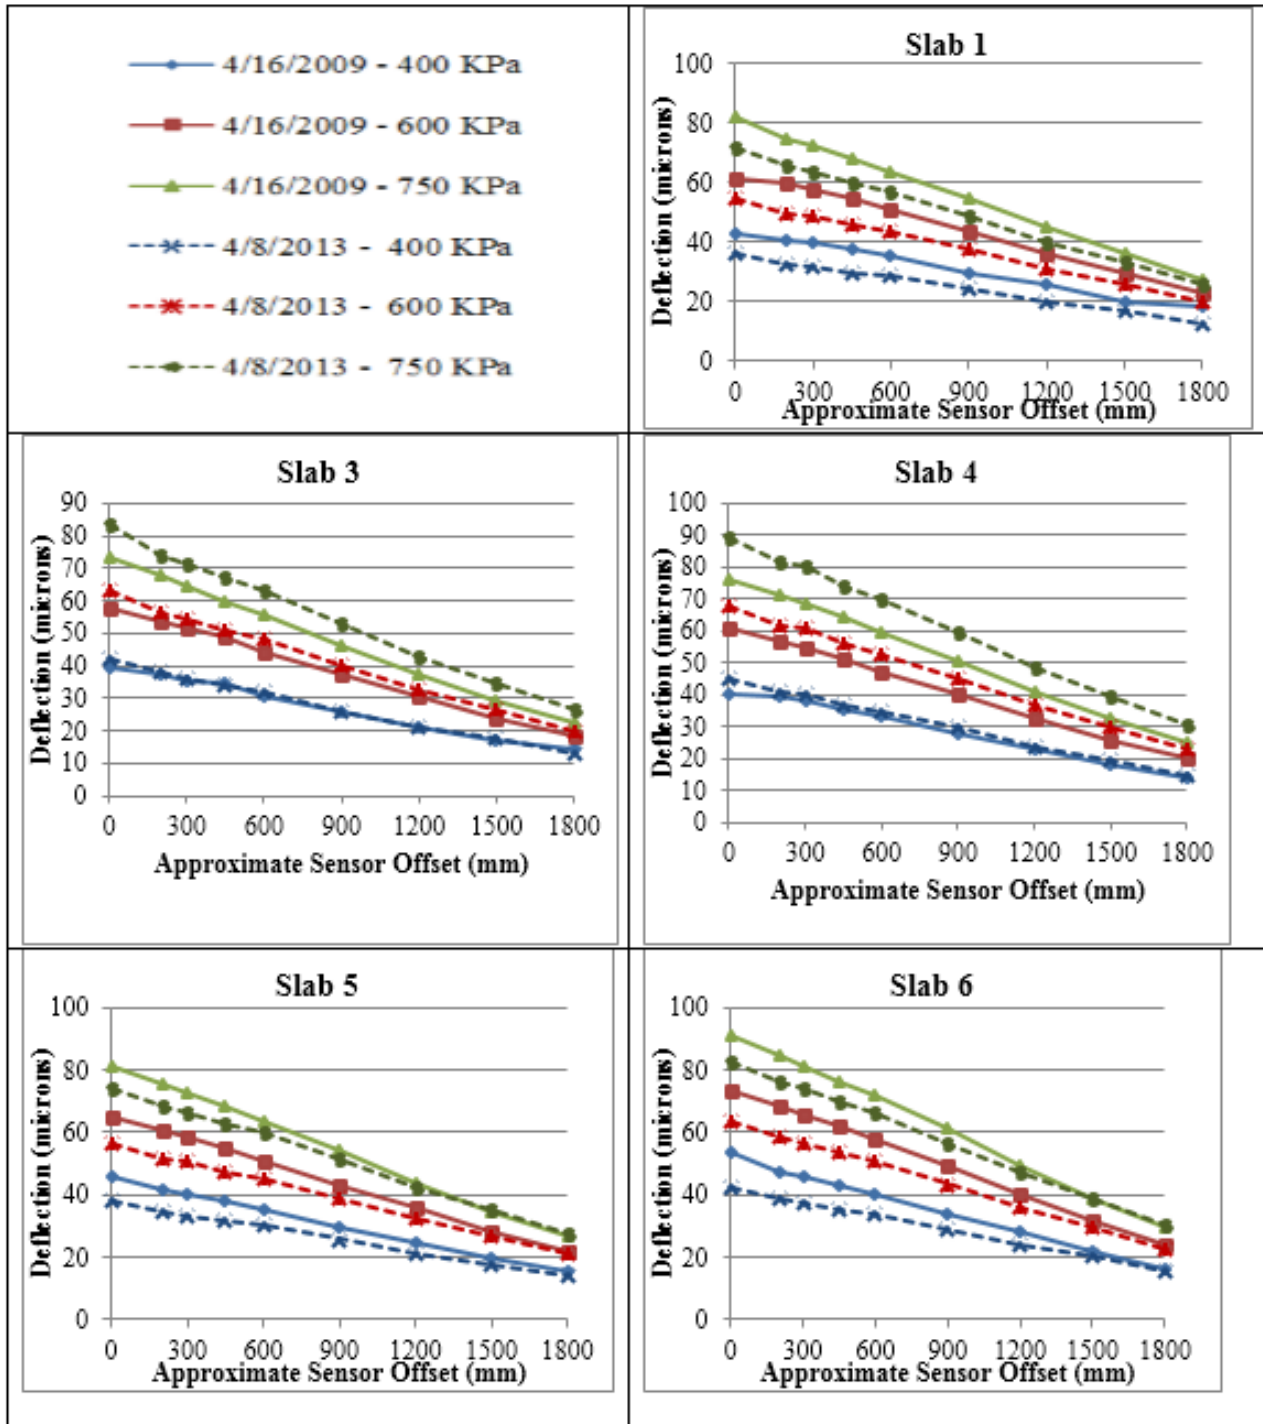 4/16/2009 - 400 KPa
4/16/2009 - 600 KPa
4/16/2009 - 750 KPa
4/8/2013 - 400 KPa
4/8/2013 - 600 KPa
4/8/2013 - 750 KPa
Slab 1
Deflection (microns)
100
80
60
40
20
0
0 300 600 900 1200 1500 1800
Approximate Sensor Offset (mm)
Slab 3
Deflection (microns)
90
80
70
60
50
40
30
20
10
0
0 300 600 900 1200 1500 1800
Approximate Sensor Offset (mm)
Slab 4
Deflection (microns)
100
90
80
70
60
50
40
30
20
10
0
0 300 600 900 1200 1500 1800
Approximate Sensor Offset (mm)
Slab 5
Deflection (microns)
100
80
60
40
20
0
0 300 600 900 1200 1500 1800
Approximate Sensor Offset (mm)
Slab 6
Deflection (microns)
100
80
60
40
20
0
0 300 600 900 1200 1500 1800
Approximate Sensor Offset (mm)